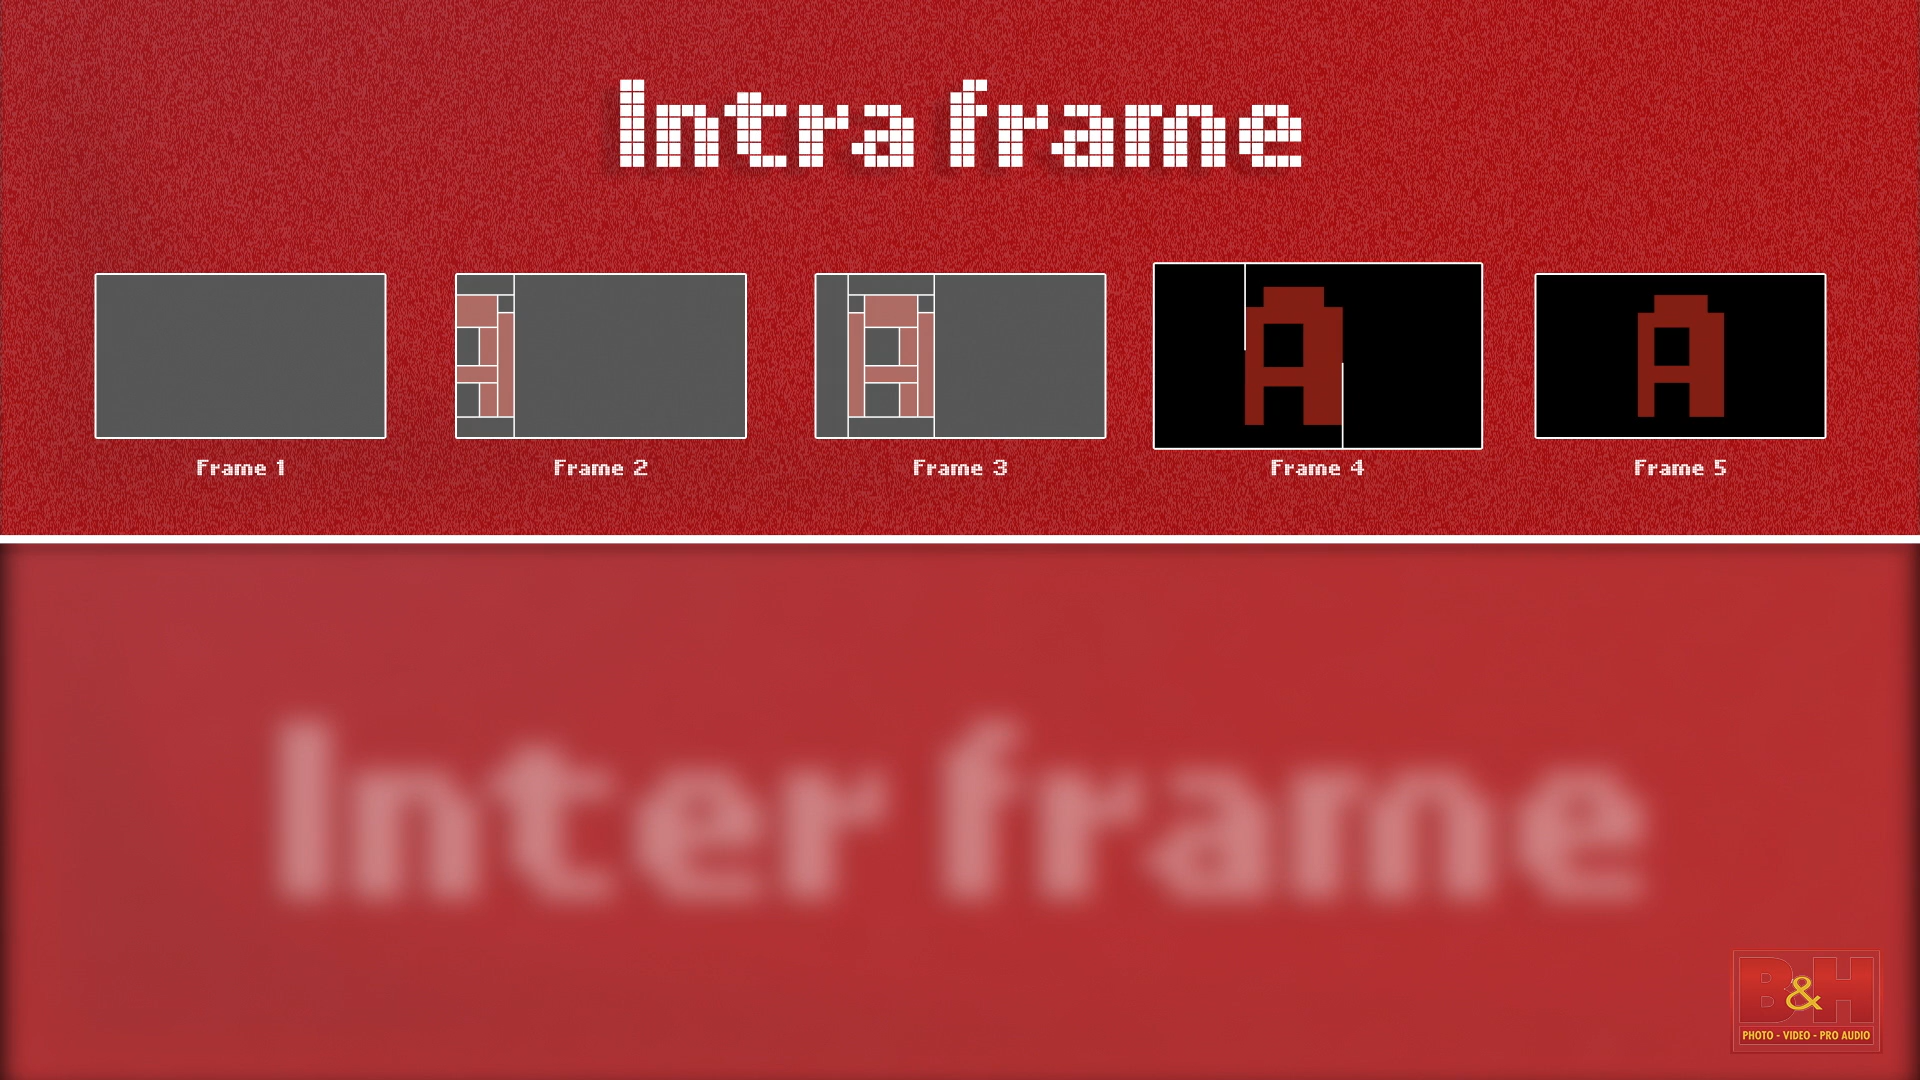 Intra frame
Frame 1
Frame 2
Frame 3
Frame 4
Frame 5
Inter frame
B&H
PHOTO - VIDEO - PRO AUDIO